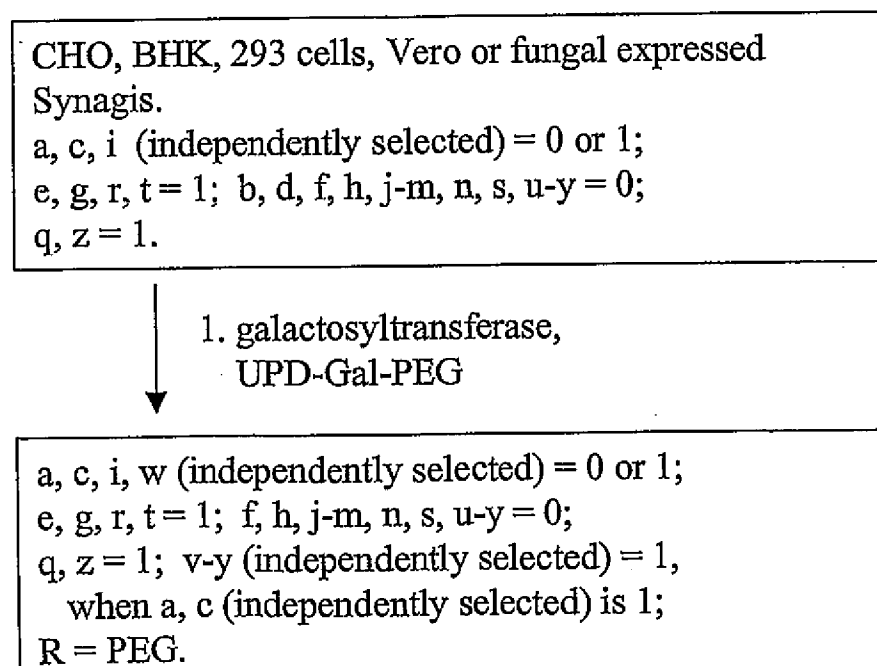 CHO, BHK, 293 cells, Vero or fungal expressed
Synagis.
a, c, i (independently selected) = 0 or 1;
e, g, r, t = 1; b, d, f, h, j-m, n, s, u-y = 0;
q, z = 1.
1. galactosyltransferase,
UPD-Gal-PEG
a, c, i, w (independently selected) = 0 or 1;
e, g, r, t = 1; f, h, j-m, n, s, u-y = 0;
q, z = 1; v-y (independently selected) = 1,
when a, c (independently selected) is 1;
R = PEG.